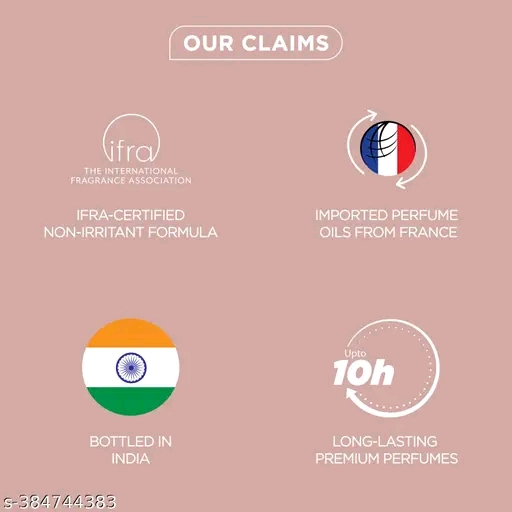 OUR CLAIMS
ifra
THE INTERNATIONAL
FRAGRANCE ASSOCIATION
IFRA-CERTIFIED
NON-IRRITANT FORMULA
IMPORTED PERFUME
OILS FROM FRANCE
BOTTLED IN
INDIA
Upto
10h
LONG-LASTING
PREMIUM PERFUMES
s-384744383